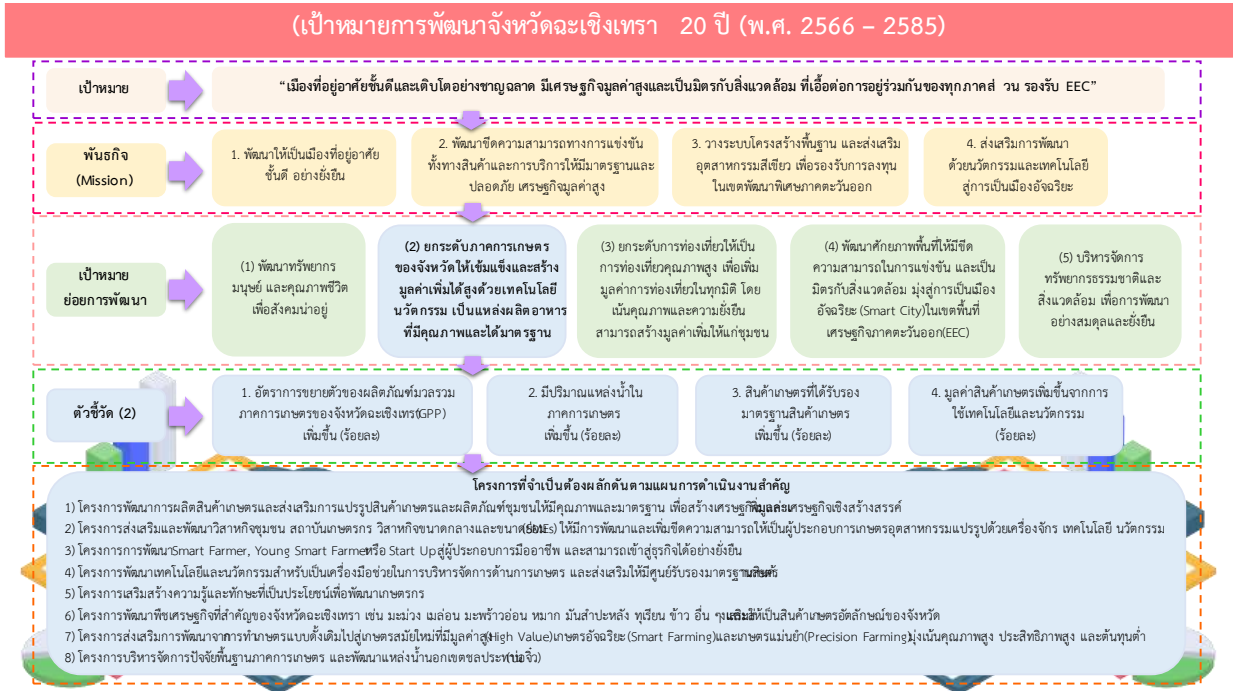 (เป้าหมายการพัฒนาจังหวัดฉะเชิงเทรา 20 ปี (พ.ศ. 2566 – 2585)
เป้าหมาย
“เมืองที่อยู่อาศัยชั้นดีและเติบโตอย่างชาญฉลาด มีเศรษฐกิจมูลค่าสูงและเป็นมิตรกับสิ่งแวดล้อม ที่เอื้อต่อการอยู่ร่วมกันของทุกภาคส่ วน รองรับ EEC”
พันธกิจ
(Mission)
1. พัฒนาให้เป็นเมืองที่อยู่อาศัย
ชั้นดี อย่างยั่งยืน
2. พัฒนาขีดความสามารถทางการแข่งขัน
ทั้งทางสินค้าและการบริการให้มีมาตรฐานและ
ปลอดภัย เศรษฐกิจมูลค่าสูง
3. วางระบบโครงสร้างพื้นฐาน และส่งเสริม
อุตสาหกรรมสีเขียว เพื่อรองรับการลงทุน
ในเขตพัฒนาพิเศษภาคตะวันออก
4. ส่งเสริมการพัฒนา
ด้วยนวัตกรรมและเทคโนโลยี
สู่การเป็นเมืองอัจฉริยะ
เป้าหมาย
ย่อยการพัฒนา
(1) พัฒนาทรัพยากร
มนุษย์ และคุณภาพชีวิต
เพื่อสังคมน่าอยู่
(2) ยกระดับภาคการเกษตร
ของจังหวัดให้เข้มแข็งและสร้าง
มูลค่าเพิ่มได้สูงด้วยเทคโนโลยี
นวัตกรรม เป็นแหล่งผลิตอาหาร
ที่มีคุณภาพและได้มาตรฐาน
(3) ยกระดับการท่องเที่ยวให้เป็น
การท่องเที่ยวคุณภาพสูง เพื่อเพิ่ม
มูลค่าการท่องเที่ยวในทุกมิติ โดย
เน้นคุณภาพและความยั่งยืน
สามารถสร้างมูลค่าเพิ่มให้แก่ชุมชน
(4) พัฒนาศักยภาพพื้นที่ให้มีขีด
ความสามารถในการแข่งขัน และเป็น
มิตรกับสิ่งแวดล้อม มุ่งสู่การเป็นเมือง
อัจฉริยะ (Smart City)ในเขตพื้นที่
เศรษฐกิจภาคตะวันออก(EEC)
(5) บริหารจัดการ
ทรัพยากรธรรมชาติและ
สิ่งแวดล้อม เพื่อการพัฒนา
อย่างสมดุลและยั่งยืน
ตัวชี้วัด (2)
1. อัตราการขยายตัวของผลิตภัณฑ์มวลรวม
ภาคการเกษตรของจังหวัดฉะเชิงเทรา(GPP)
เพิ่มขึ้น (ร้อยละ)
2. มีปริมาณแหล่งน้ำใน
ภาคการเกษตร
เพิ่มขึ้น (ร้อยละ)
3. สินค้าเกษตรที่ได้รับรอง
มาตรฐานสินค้าเกษตร
เพิ่มขึ้น (ร้อยละ)
4. มูลค่าสินค้าเกษตรเพิ่มขึ้นจากการ
ใช้เทคโนโลยีและนวัตกรรม
(ร้อยละ)
โครงการที่จำเป็นต้องผลักดันตามแผนการดำเนินงานสำคัญ
1) โครงการพัฒนาการผลิตสินค้าเกษตรและส่งเสริมการแปรรูปสินค้าเกษตรและผลิตภัณฑ์ชุมชนให้มีคุณภาพและมาตรฐาน เพื่อสร้างเศรษฐกิจเศรษฐกิจเชิงสร้างสรรค์
2) โครงการส่งเสริมและพัฒนาวิสาหกิจชุมชน สถาบันเกษตรกร วิสาหกิจขนาดกลางและขนาดย่อม(SMEs) ให้มีการพัฒนาและเพิ่มขีดความสามารถให้เป็นผู้ประกอบการเกษตรอุตสาหกรรมแปรรูปด้วยเครื่องจักร เทคโนโลยี นวัตกรรม
3) โครงการการพัฒนาSmart Farmer, Young Smart Farmerหรือ Start Upสู่ผู้ประกอบการมืออาชีพ และสามารถเข้าสู่ธุรกิจได้อย่างยั่งยืน
4) โครงการพัฒนาเทคโนโลยีและนวัตกรรมสำหรับเป็นเครื่องมือช่วยในการบริหารจัดการด้านการเกษตร และส่งเสริมให้มีศูนย์รับรองมาตรฐาน
5) โครงการเสริมสร้างความรู้และทักษะที่เป็นประโยชน์เพื่อพัฒนาเกษตรกร
6) โครงการพัฒนาพืชเศรษฐกิจที่สำคัญของจังหวัดฉะเชิงเทรา เช่น มะม่วง เมล่อน มะพร้าวอ่อน หมาก มันสำปะหลัง ทุเรียน ข้าว อื่น ๆ ให้เป็นสินค้าเกษตรอัตลักษณ์ของจังหวัด
7) โครงการส่งเสริมการพัฒนาจากการทำเกษตรแบบดั้งเดิมไปสู่เกษตรสมัยใหม่ที่มีมูลค่าสูง(High Value)เกษตรอัจฉริยะ (Smart Farming)และเกษตรแม่นยำ(Precision Farming)มุ่งเน้นคุณภาพสูง ประสิทธิภาพสูง และต้นทุนต่ำ
8) โครงการบริหารจัดการปัจจัยพื้นฐานภาคการเกษตร และพัฒนาแหล่งน้ำนอกเขตชลประทาน(บ่อจิ๋ว)